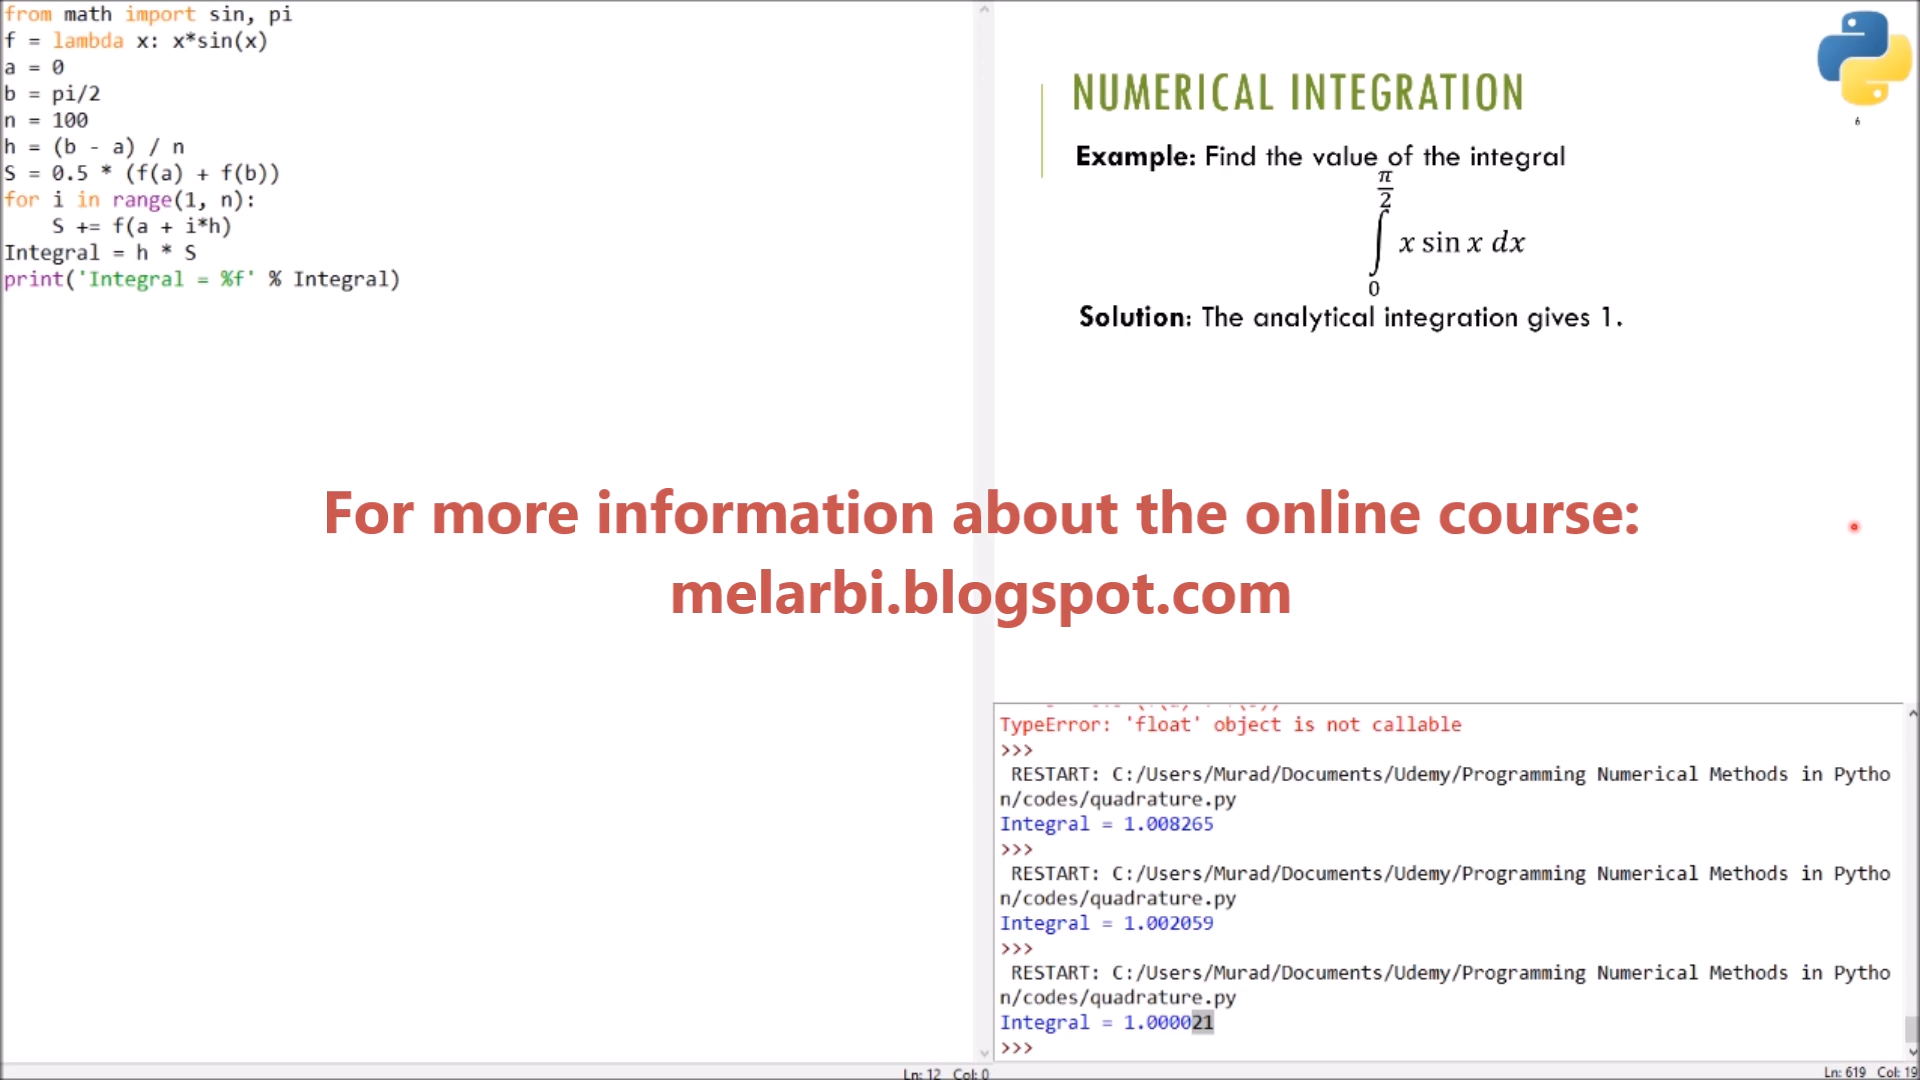 from math import sin, pi
f = lambda x: x*sin(x)
a = 0
b = pi/2
n = 100
h = (b - a) / n
S = 0.5 * (f(a) + f(b))
for i in range(1, n):
    S += f(a + i*h)
Integral = h * S
print('Integral = %f' % Integral)
NUMERICAL INTEGRATION
6
Example: Find the value of the integral
π
2
∫ x sin x dx
0
Solution: The analytical integration gives 1.
For more information about the online course:
melarbi.blogspot.com
TypeError: 'float' object is not callable
>>>
RESTART: C:/Users/Murad/Documents/Udemy/Programming Numerical Methods in Pytho
n/codes/quadrature.py
Integral = 1.008265
>>>
RESTART: C:/Users/Murad/Documents/Udemy/Programming Numerical Methods in Pytho
n/codes/quadrature.py
Integral = 1.002059
>>>
RESTART: C:/Users/Murad/Documents/Udemy/Programming Numerical Methods in Pytho
n/codes/quadrature.py
Integral = 1.000021
>>>
Ln: 12 Col: 0
Ln: 619 Col: 19